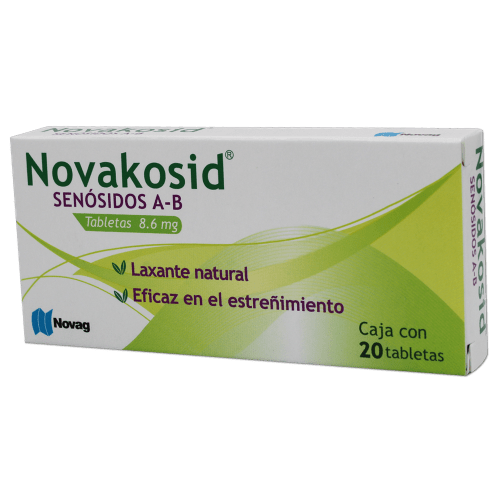 Novakosid®
SENÓSIDOS A-B
Tabletas 8.6 mg
Laxante natural
Eficaz en el estreñimiento
Novag
Caja con
20 tabletas
Novag
Novakosid
SENÓSIDOS A-B